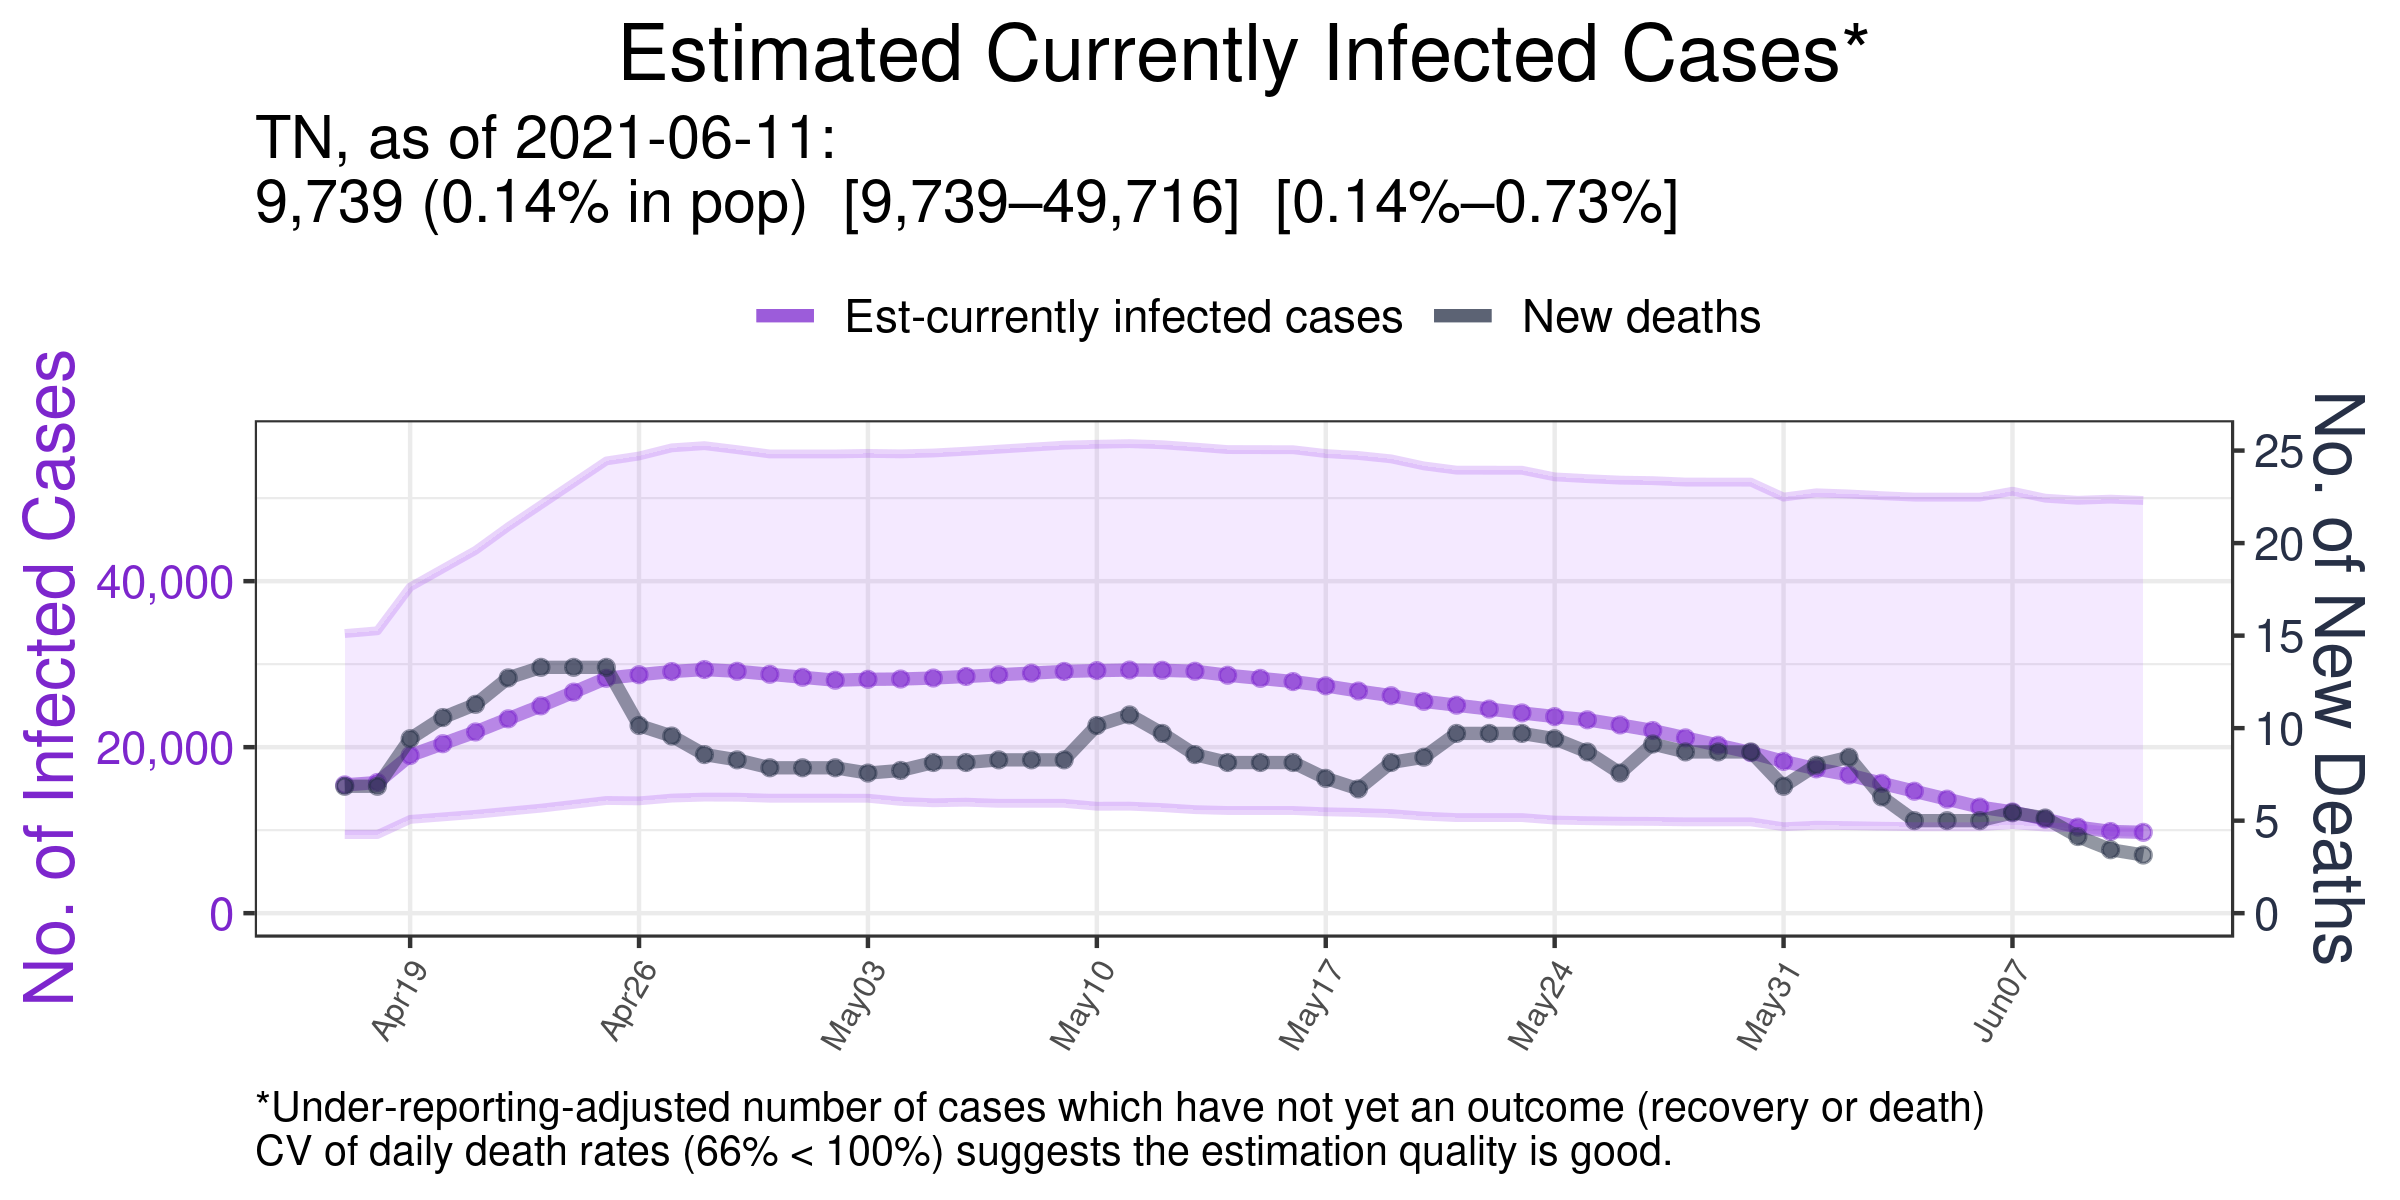 Estimated Currently Infected Cases*
TN, as of 2021-06-11:
9,739 (0.14% in pop) [9,739–49,716] [0.14%–0.73%]
Est-currently infected cases New deaths
No. of Infected Cases
40,000
20,000
0
25
20
15
10
5
0
No. of New Deaths
Apr19 Apr26 May03 May10 May17 May24 May31 Jun07
*Under-reporting-adjusted number of cases which have not yet an outcome (recovery or death)
CV of daily death rates (66% < 100%) suggests the estimation quality is good.